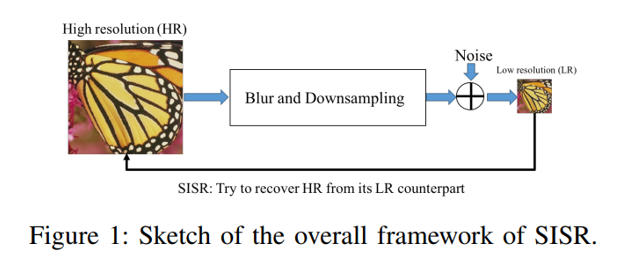 High resolution (HR)
Noise
Low resolution (LR)
Blur and Downsampling
SISR: Try to recover HR from its LR counterpart
Figure 1: Sketch of the overall framework of SISR.